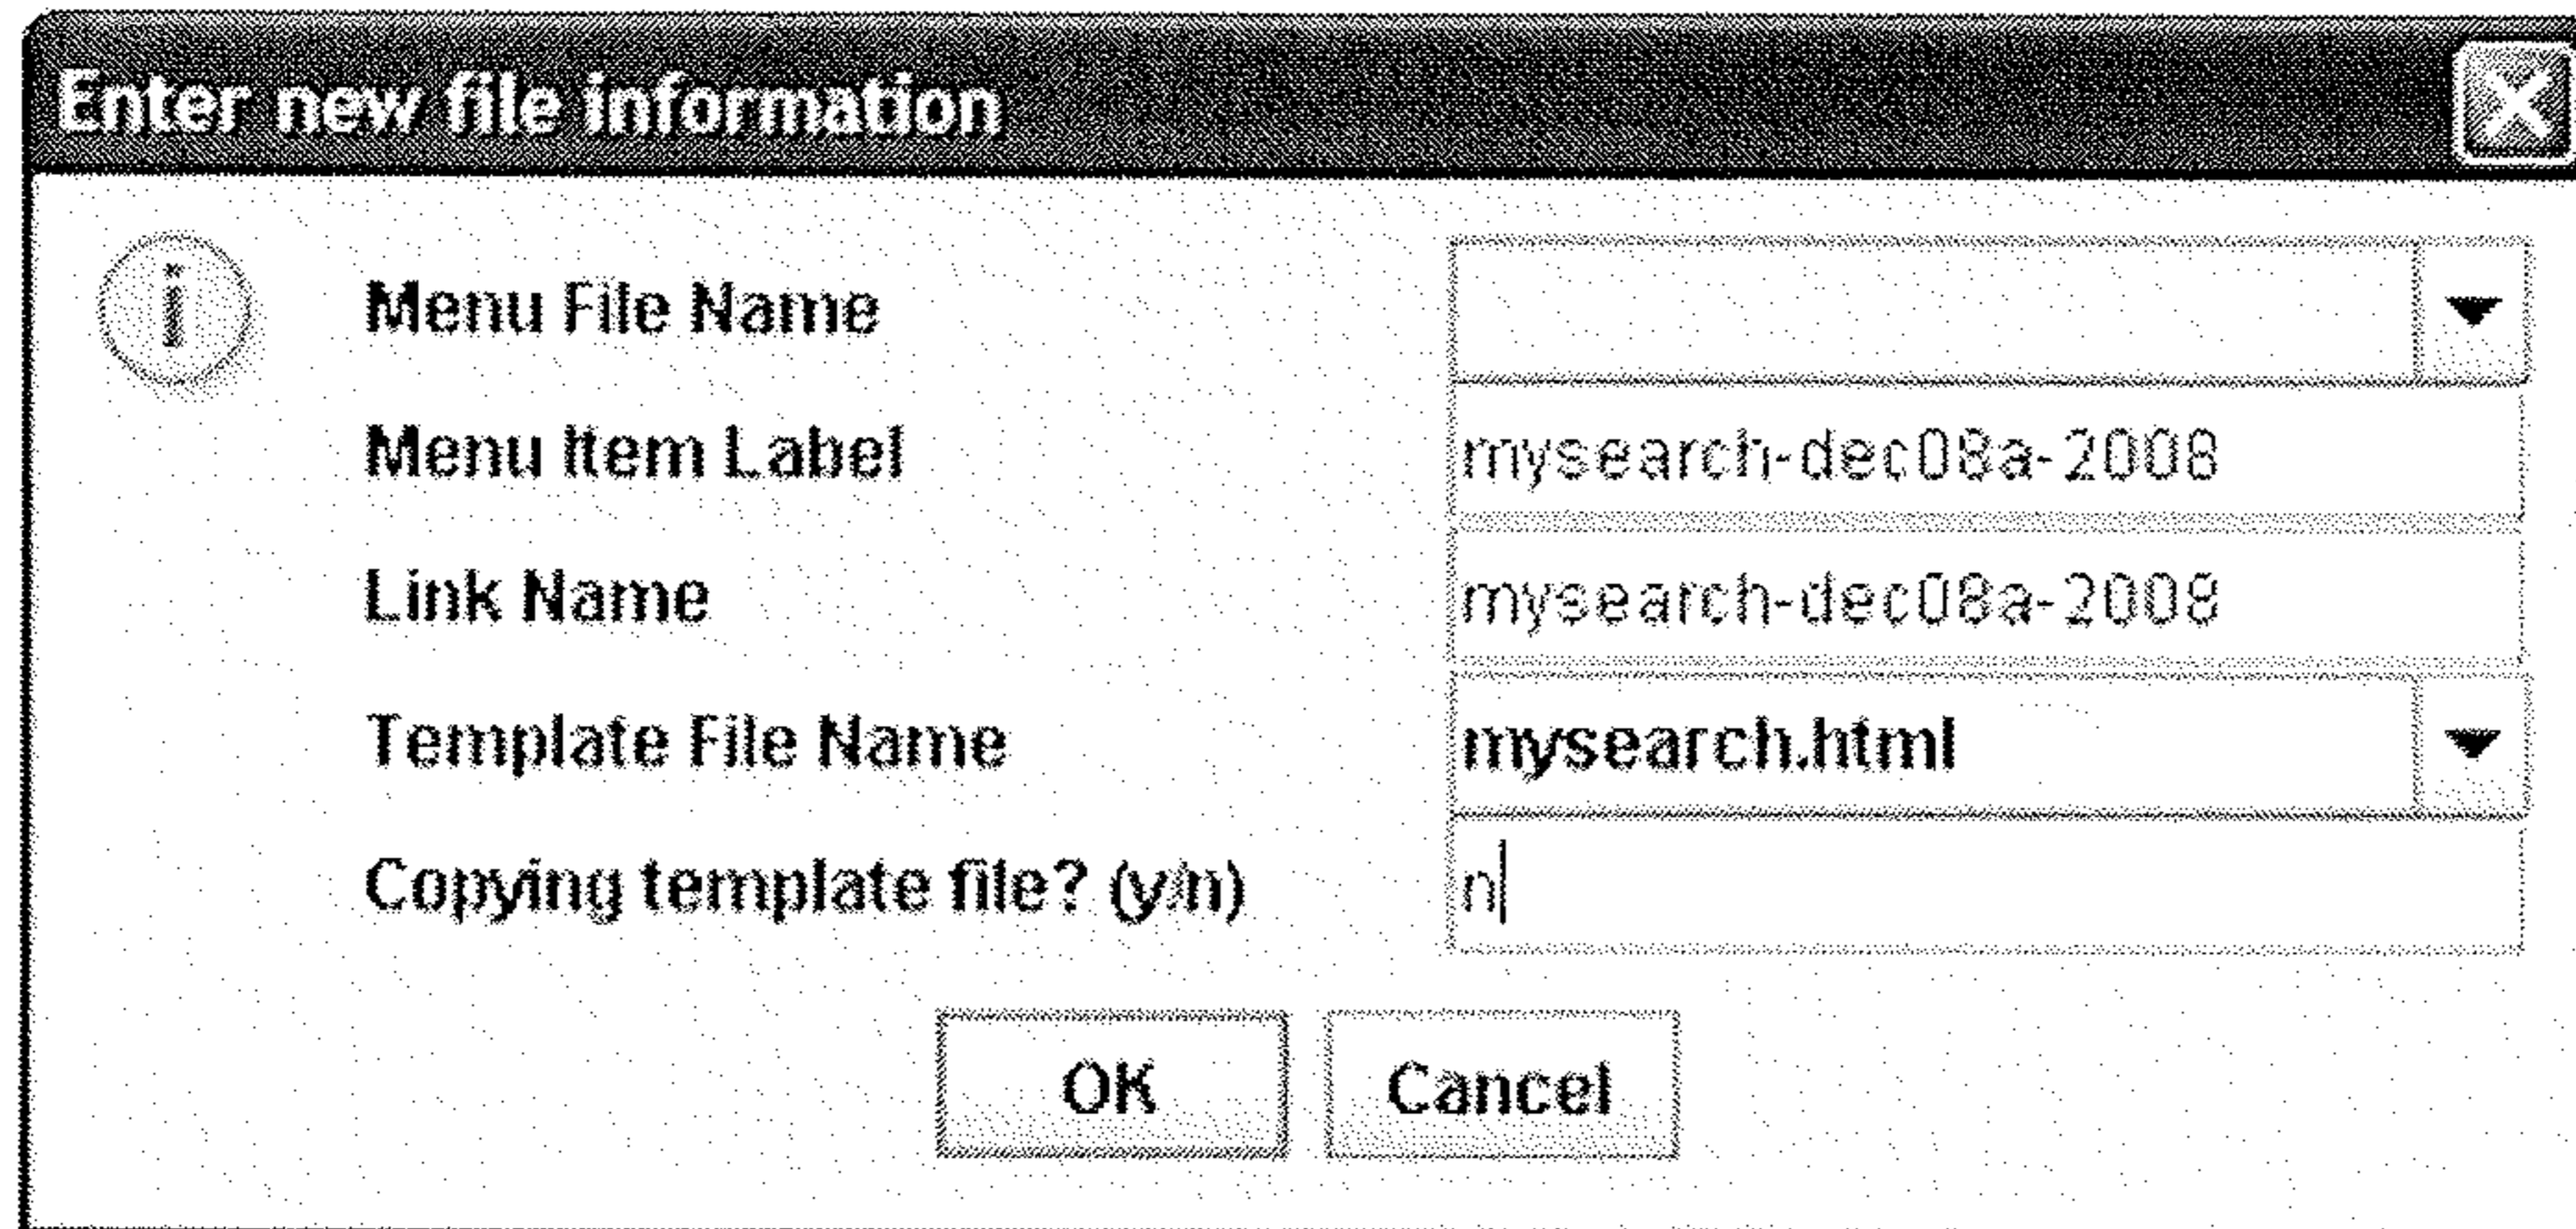 Enter new file information
Menu File Name
Menu Item Label mysearch-dec08a-2008
Link Name mysearch-dec08a-2008
Template File Name mysearch.html
Copying template file? (y/n) n
OK Cancel